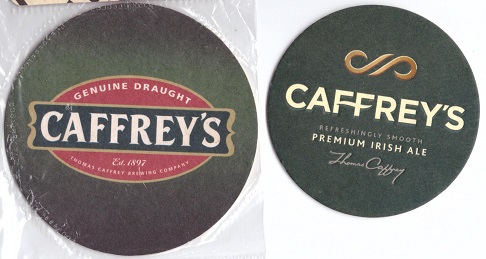 GENUINE DRAUGHT
CAFFREY'S
Est. 1897
THOMAS CAFFREY BREWING COMPANY
CAFFREY'S
REFRESHINGLY SMOOTH
PREMIUM IRISH ALE
Thomas Caffrey